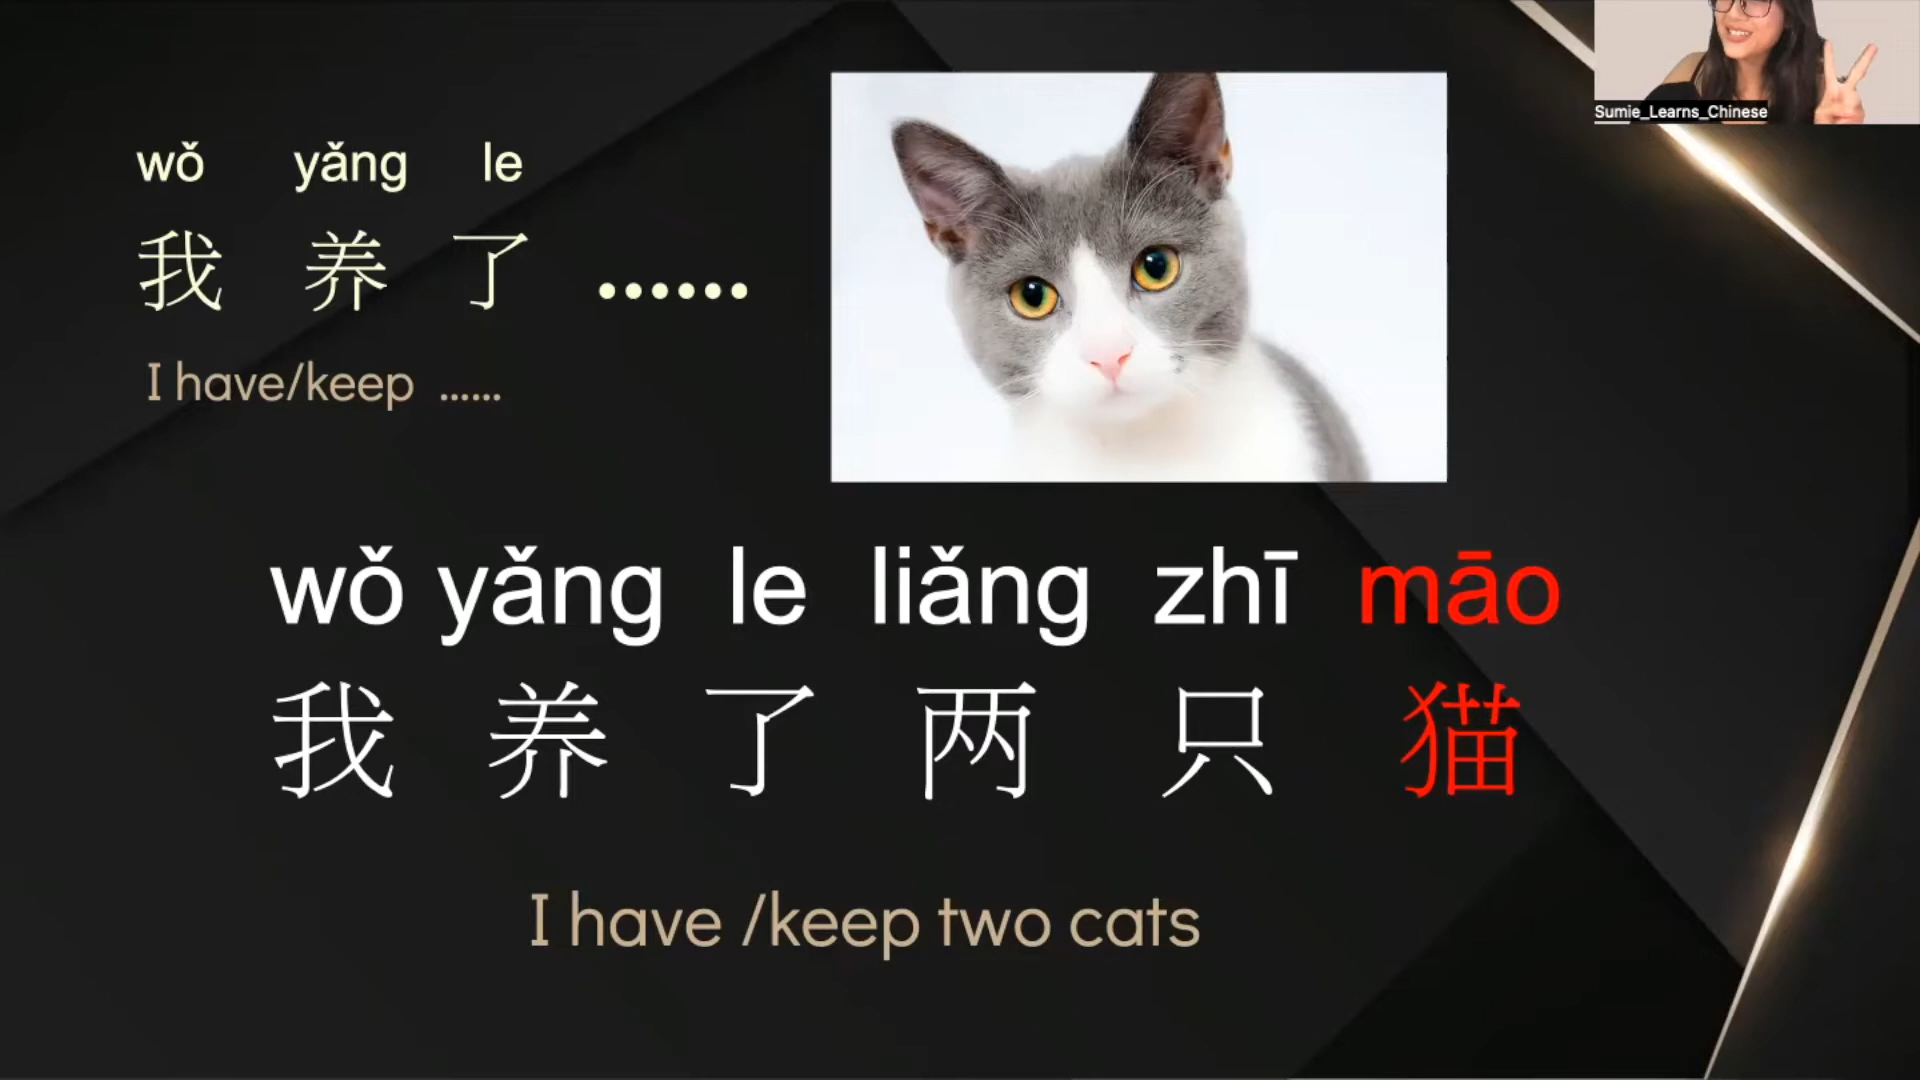 Sumie_Learns_Chinese
wǒ yǎng le
我 养 了 ······
I have/keep ......
wǒ yǎng le liǎng zhī māo
我 养 了 两 只 猫
I have /keep two cats